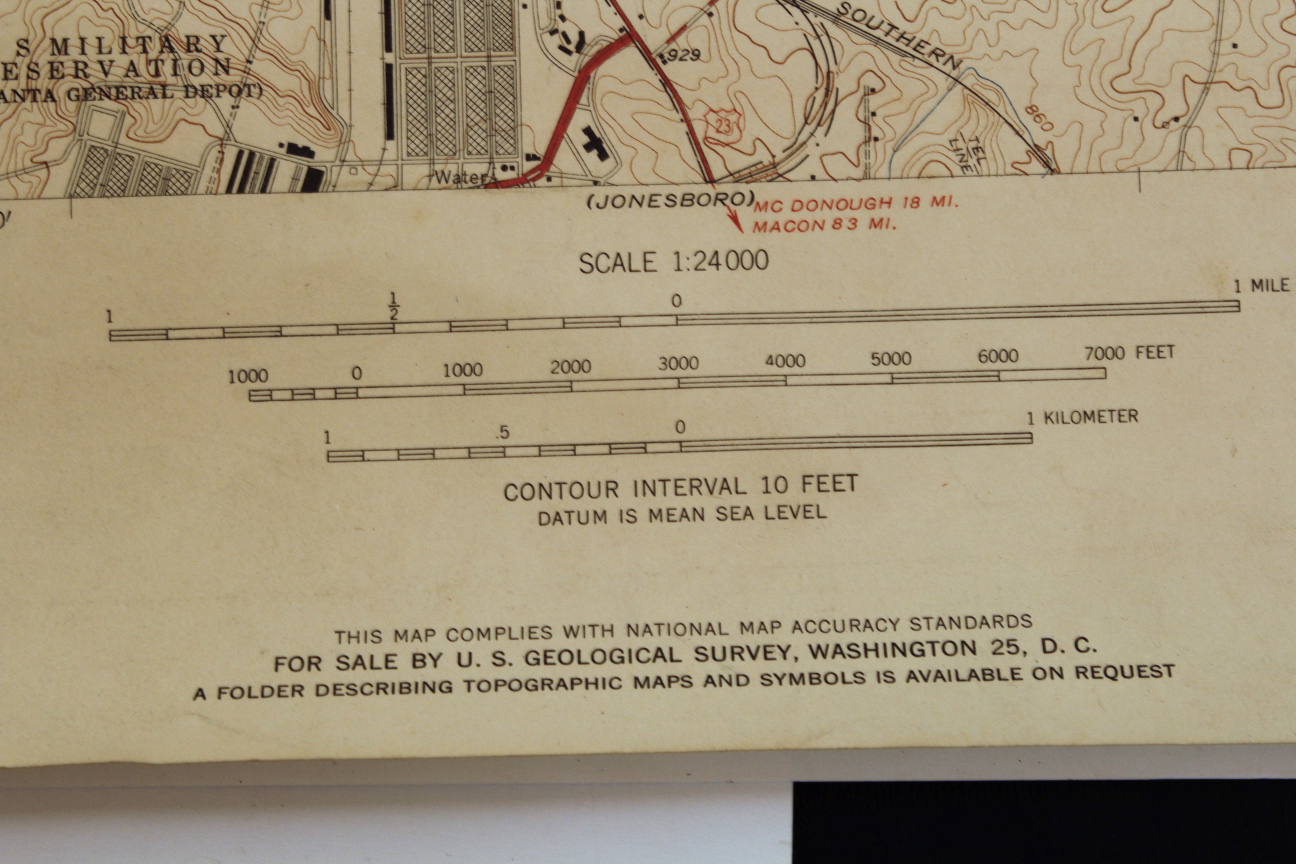 S MILITARY
ESERVATION
ANTA GENERAL DEPOT)
SOUTHERN
929
23
860
TEL
LINE
Water
0'
(JONESBORO)
MC DONOUGH 18 MI.
MACON 83 MI.
SCALE 1:24000
1 1/2 0 1 MILE
1000 0 1000 2000 3000 4000 5000 6000 7000 FEET
1 .5 0 1 KILOMETER
CONTOUR INTERVAL 10 FEET
DATUM IS MEAN SEA LEVEL
THIS MAP COMPLIES WITH NATIONAL MAP ACCURACY STANDARDS
FOR SALE BY U. S. GEOLOGICAL SURVEY, WASHINGTON 25, D. C.
A FOLDER DESCRIBING TOPOGRAPHIC MAPS AND SYMBOLS IS AVAILABLE ON REQUEST